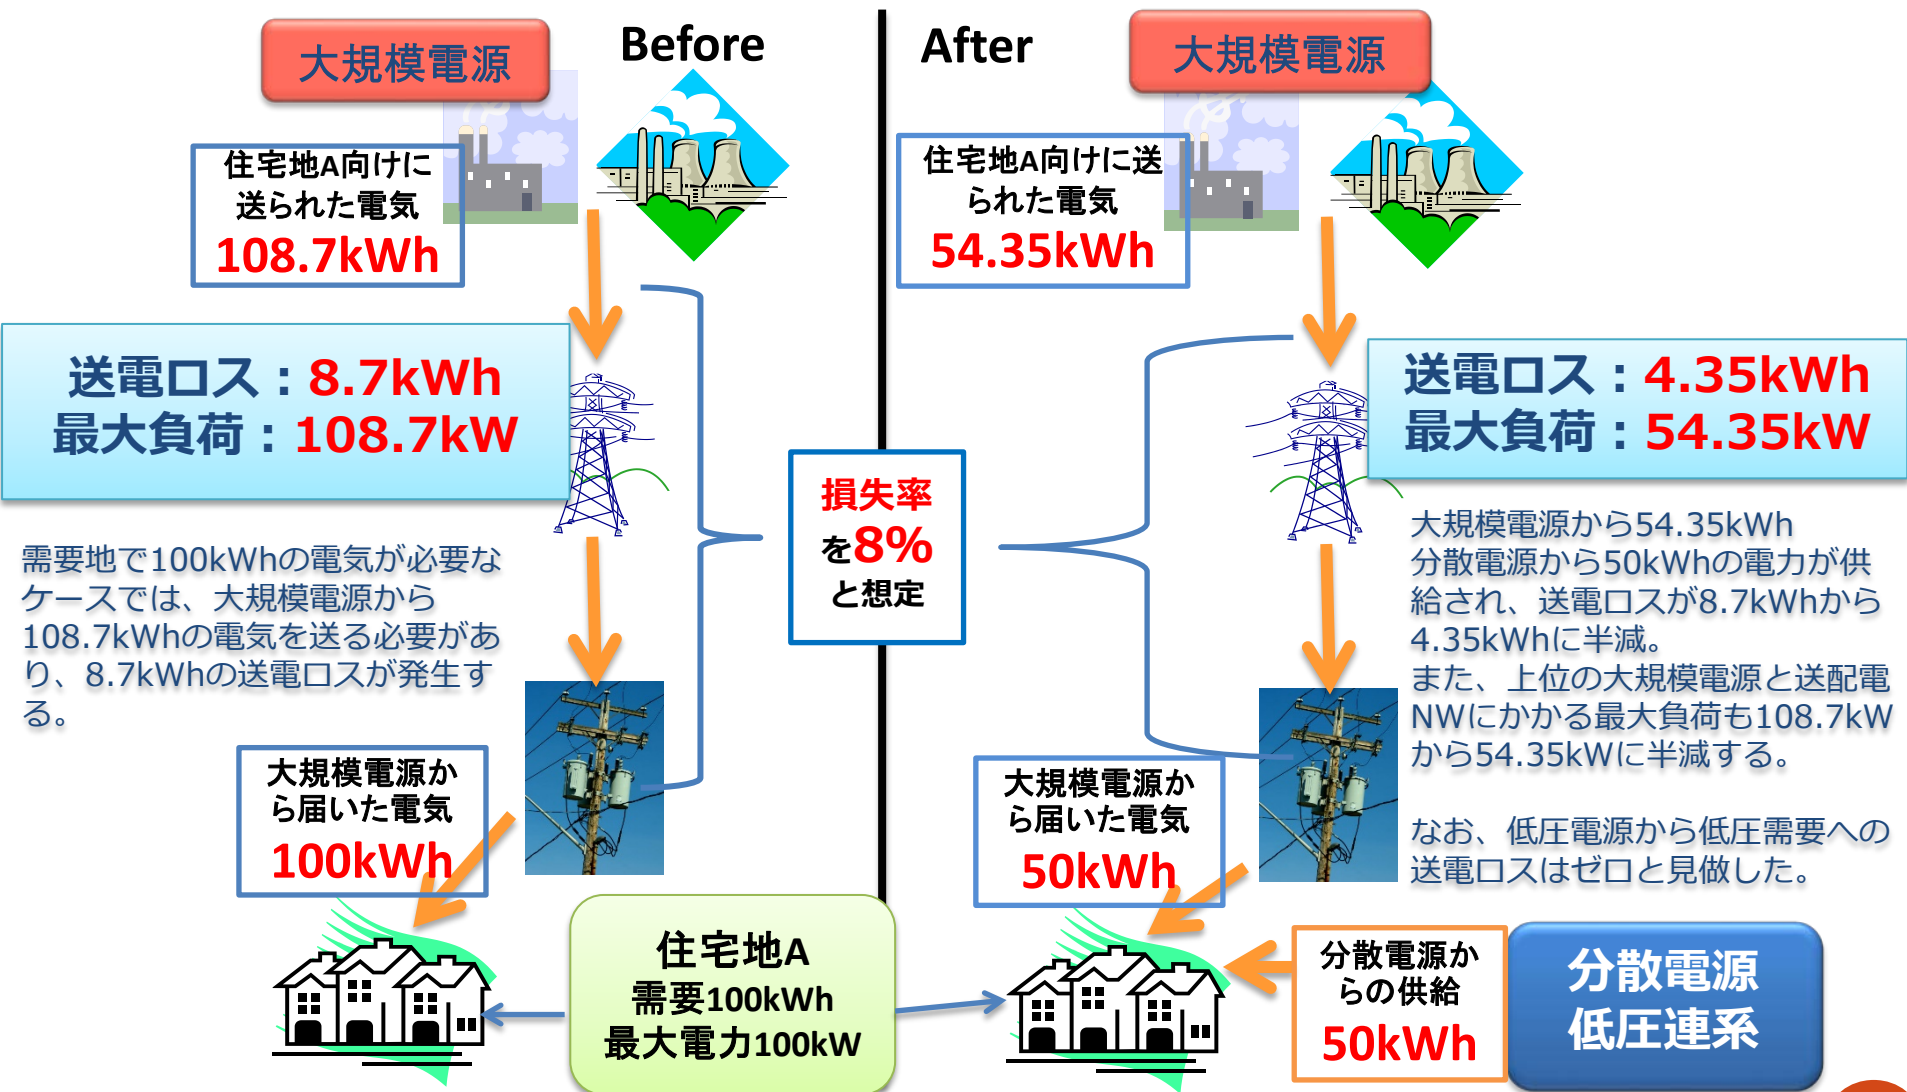 Before
大規模電源
住宅地A向けに
送られた電気
108.7kWh
送電ロス：8.7kWh
最大負荷：108.7kW
需要地で100kWhの電気が必要な
ケースでは、大規模電源から
108.7kWhの電気を送る必要があ
り、8.7kWhの送電ロスが発生す
る。
大規模電源か
ら届いた電気
100kWh
損失率
を8%
と想定
住宅地A
需要100kWh
最大電力100kW
After
大規模電源
住宅地A向けに送
られた電気
54.35kWh
送電ロス：4.35kWh
最大負荷：54.35kW
大規模電源から54.35kWh
分散電源から50kWhの電力が供
給され、送電ロスが8.7kWhから
4.35kWhに半減。
また、上位の大規模電源と送配電
NWにかかる最大負荷も108.7kW
から54.35kWに半減する。
なお、低圧電源から低圧需要への
送電ロスはゼロと見做した。
大規模電源か
ら届いた電気
50kWh
分散電源か
らの供給
50kWh
分散電源
低圧連系